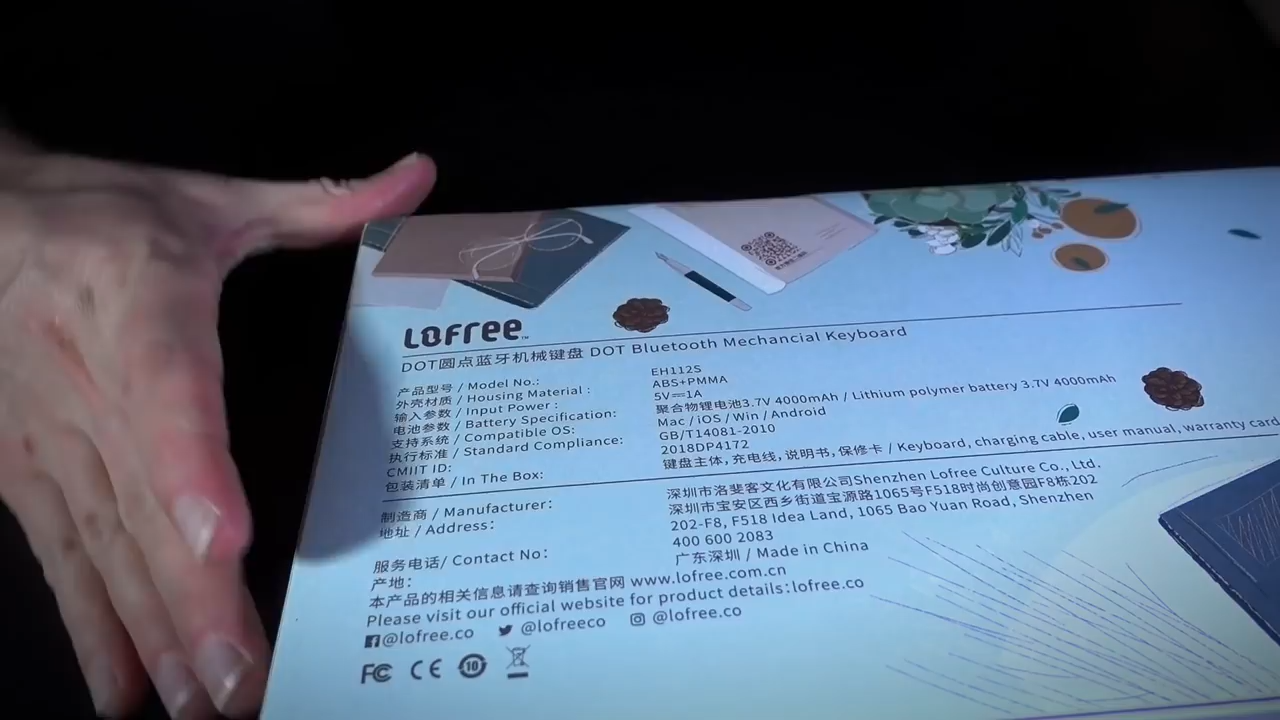 LOFREE™
DOT圆点蓝牙机械键盘 DOT Bluetooth Mechancial Keyboard
产品型号 / Model No.: EH112S
外壳材质 / Housing Material : ABS+PMMA
输入参数 / Input Power : 5V⎓1A
电池参数 / Battery Specification: 聚合物锂电池3.7V 4000mAh / Lithium polymer battery 3.7V 4000mAh
支持系统 / Compatible OS: Mac / iOS / Win / Android
执行标准 / Standard Compliance: GB/T14081-2010
CMIIT ID: 2018DP4172
包装清单 / In The Box: 键盘主体，充电线，说明书，保修卡 / Keyboard, charging cable, user manual, warranty card
制造商 / Manufacturer: 深圳市洛斐客文化有限公司Shenzhen Lofree Culture Co., Ltd.
地址 / Address: 深圳市宝安区西乡街道宝源路1065号F518时尚创意园F8栋202
202-F8, F518 Idea Land, 1065 Bao Yuan Road, Shenzhen
服务电话 / Contact No: 400 600 2083
产地: 广东深圳 / Made in China
本产品的相关信息请查询销售官网 www.lofree.com.cn
Please visit our official website for product details:lofree.co
@lofree.co @lofreeco @lofree.co
FC CE 10